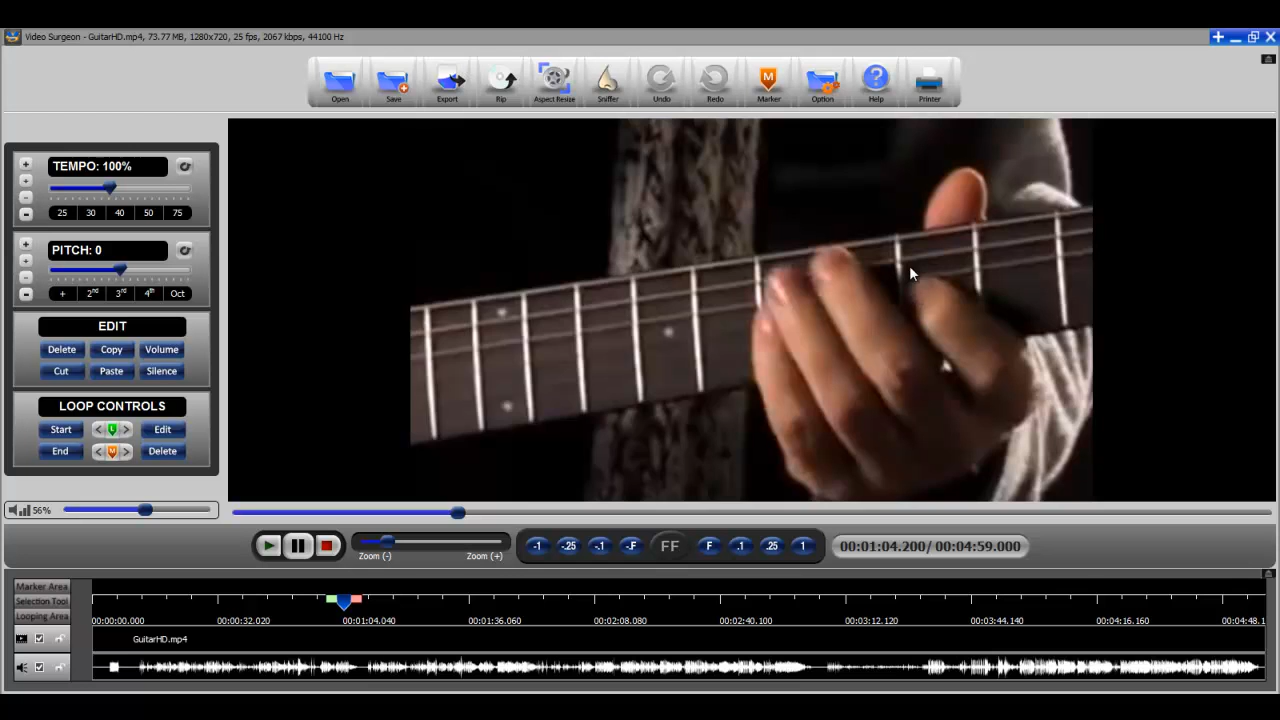 Video Surgeon - GuitarHD.mp4, 73.77 MB, 1280x720, 25 fps, 2067 kbps, 44100 Hz
Open Save Export Rip Aspect Resize Sniffer Undo Redo Marker Option Help Printer
M
TEMPO: 100%
25 30 40 50 75
PITCH: 0
+ 2nd 3rd 4th Oct
EDIT
Delete Copy Volume
Cut Paste Silence
LOOP CONTROLS
Start < L > Edit
End < M > Delete
56%
Zoom (-) Zoom (+)
-1 -.25 -.1 -.F FF F .1 .25 1
00:01:04.200/ 00:04:59.000
Marker Area
Selection Tool
Looping Area
00:00:00.000 00:00:32.020 00:01:04.040 00:01:36.060 00:02:08.080 00:02:40.100 00:03:12.120 00:03:44.140 00:04:16.160 00:04:48.1
GuitarHD.mp4